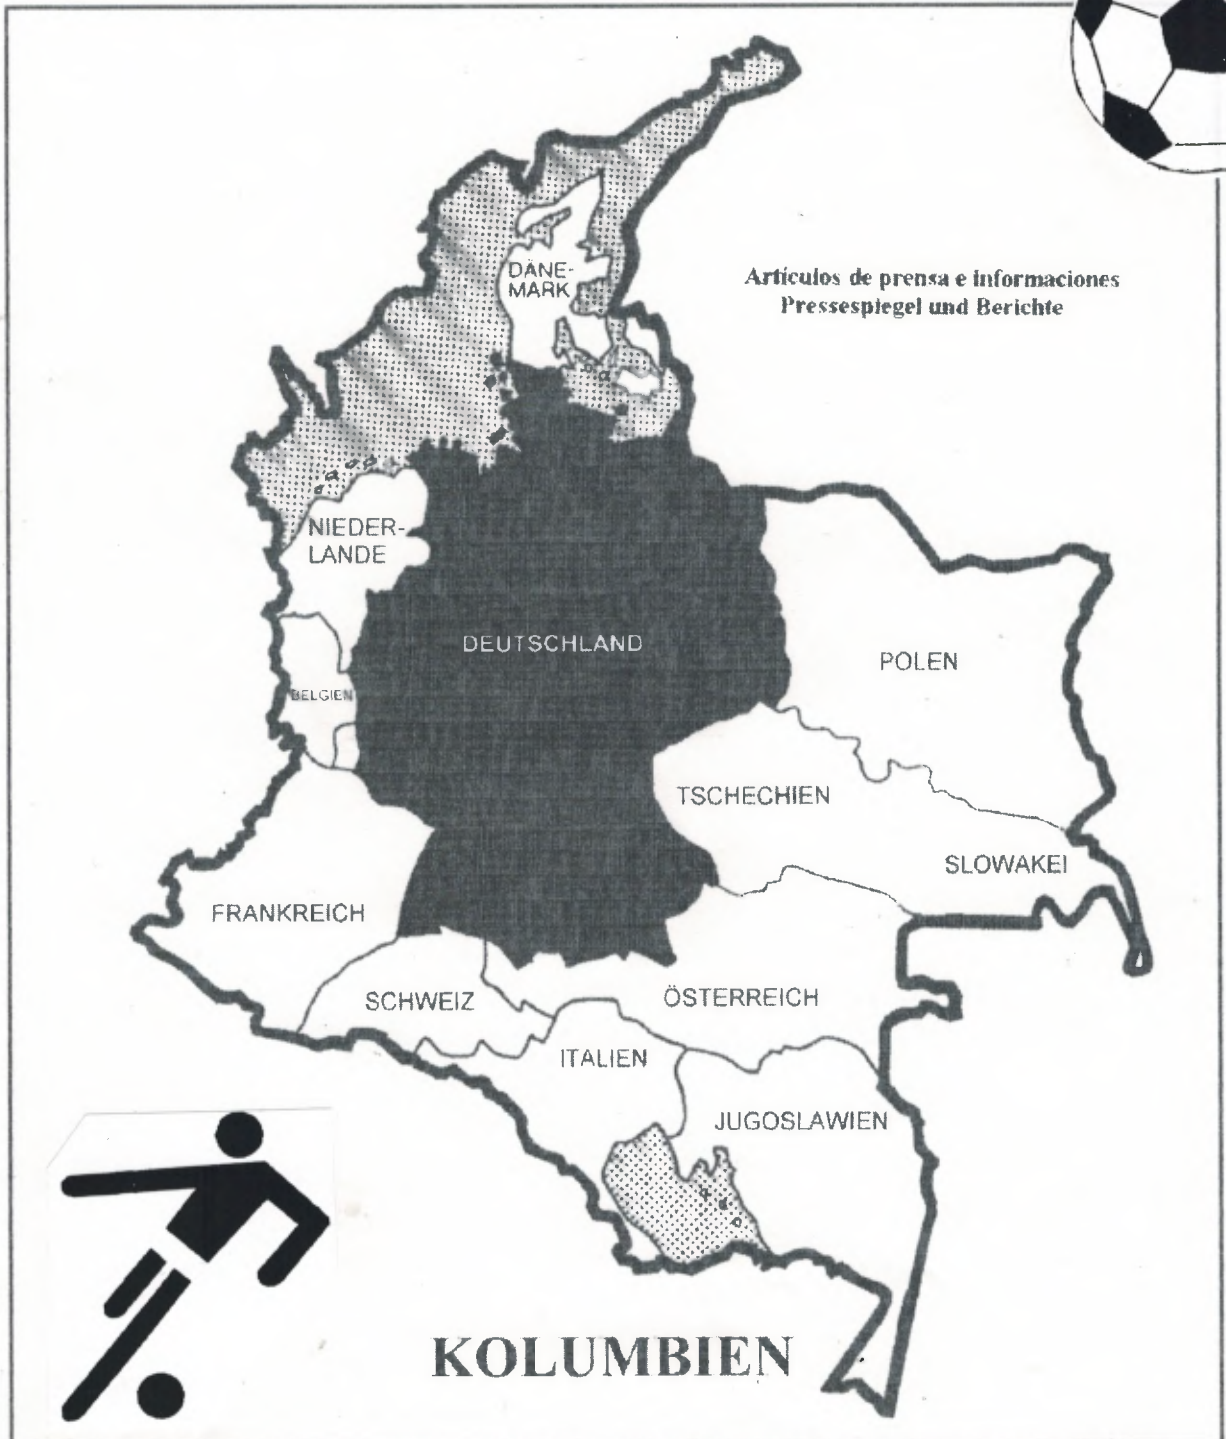 Artículos de prensa e informaciones
Pressespiegel und Berichte
DÄNE-
MARK
NIEDER-
LANDE
DEUTSCHLAND
POLEN
BELGIEN
TSCHECHIEN
SLOWAKEI
FRANKREICH
SCHWEIZ
ÖSTERREICH
ITALIEN
JUGOSLAWIEN
KOLUMBIEN